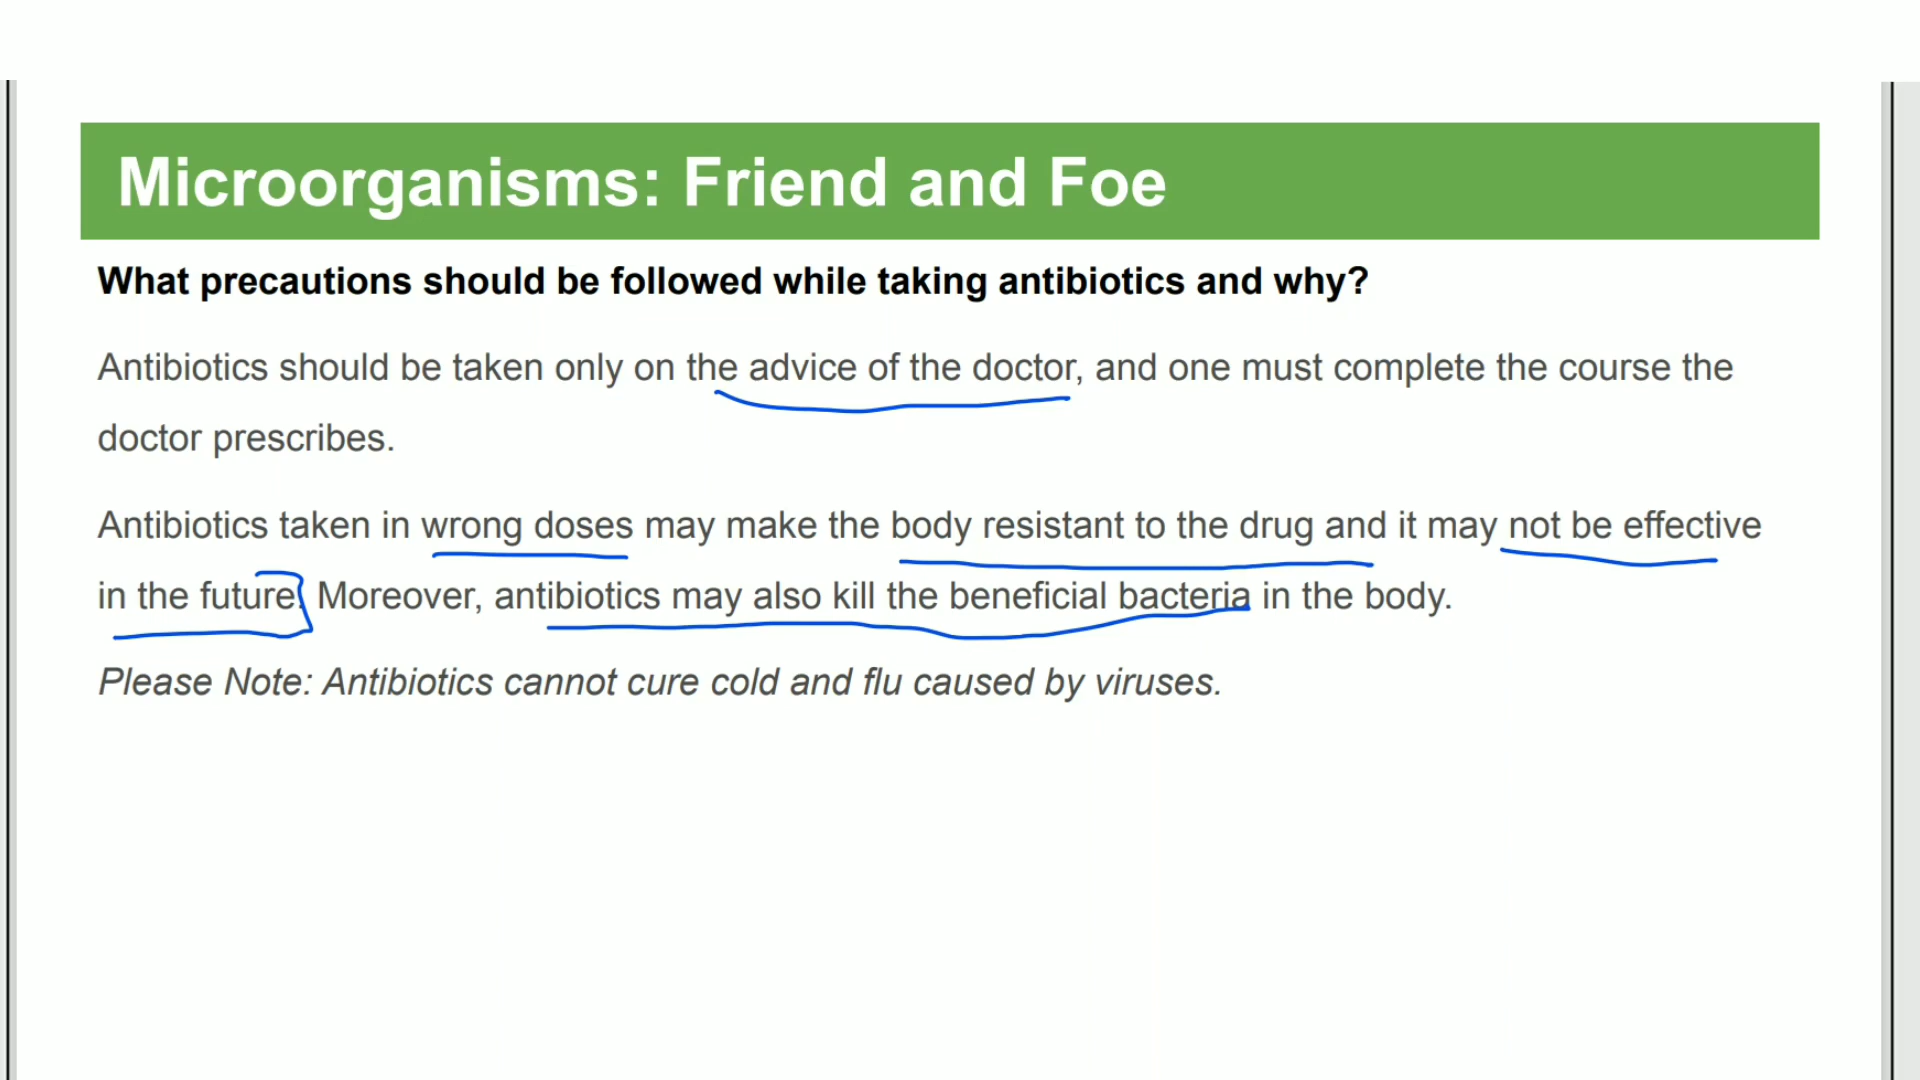 Microorganisms: Friend and Foe
What precautions should be followed while taking antibiotics and why?
Antibiotics should be taken only on the advice of the doctor, and one must complete the course the
doctor prescribes.
Antibiotics taken in wrong doses may make the body resistant to the drug and it may not be effective
in the future. Moreover, antibiotics may also kill the beneficial bacteria in the body.
Please Note: Antibiotics cannot cure cold and flu caused by viruses.